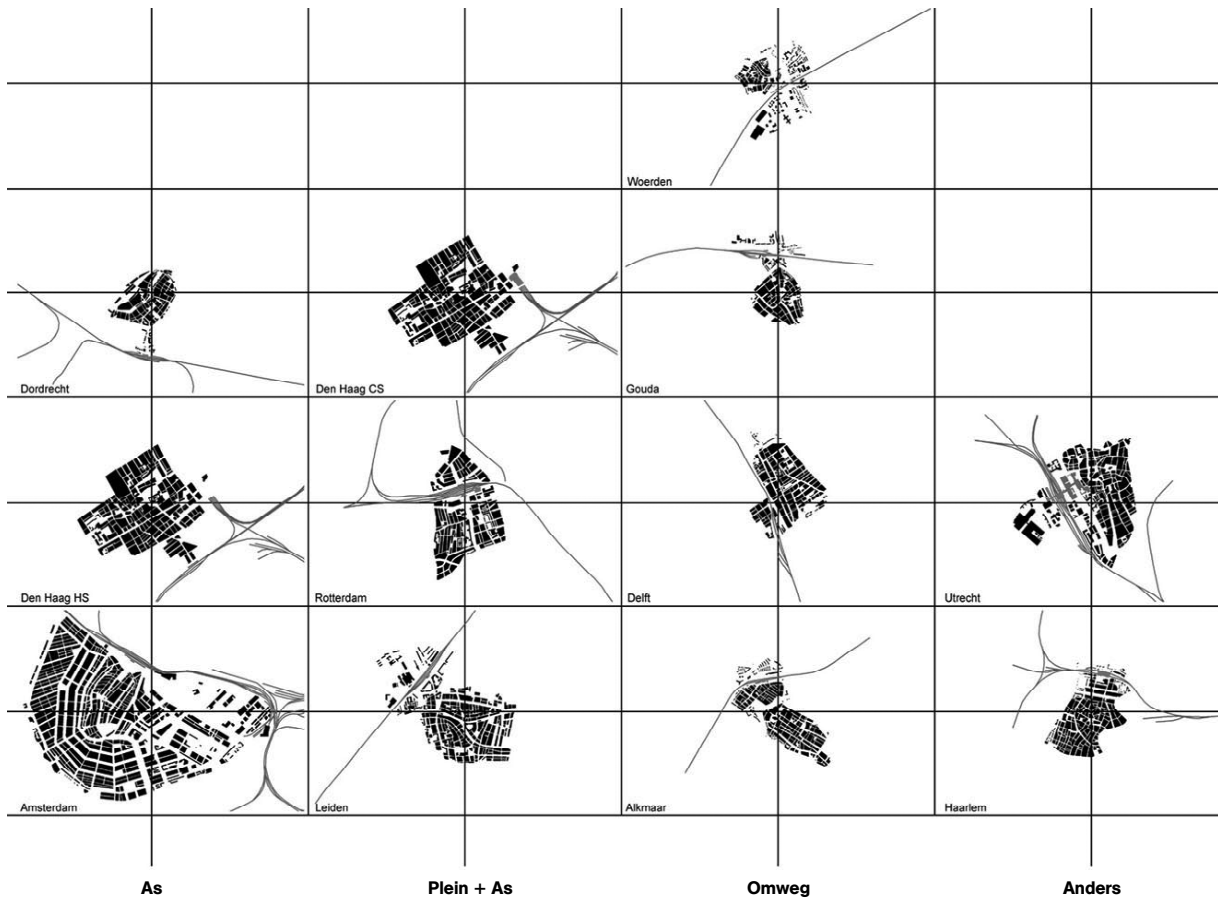 Woerden
Dordrecht
Den Haag CS
Gouda
Den Haag HS
Rotterdam
Delft
Utrecht
Amsterdam
Leiden
Alkmaar
Haarlem
As
Plein + As
Omweg
Anders